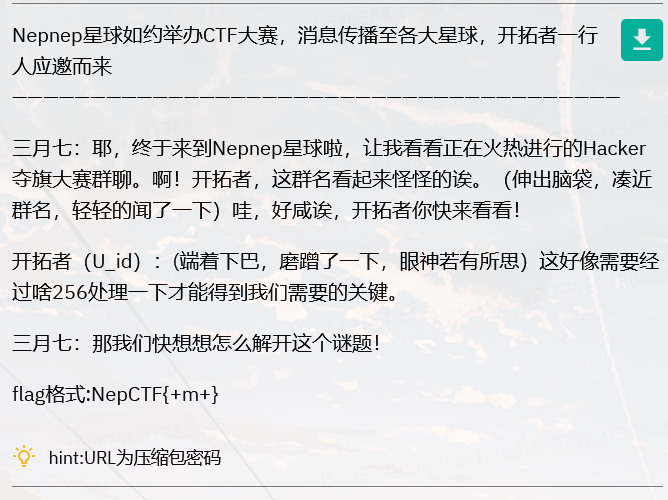 Nepnep星球如约举办CTF大赛，消息传播至各大星球，开拓者一行
人应邀而来
———————————————————————————————————————
三月七：耶，终于来到Nepnep星球啦，让我看看正在火热进行的Hacker
夺旗大赛群聊。啊！开拓者，这群名看起来怪怪的诶。（伸出脑袋，凑近
群名，轻轻的闻了一下）哇，好咸诶，开拓者你快来看看！
开拓者（U_id）：(端着下巴，磨蹭了一下，眼神若有所思）这好像需要经
过啥256处理一下才能得到我们需要的关键。
三月七：那我们快想想怎么解开这个谜题！
flag格式:NepCTF{+m+}
hint:URL为压缩包密码